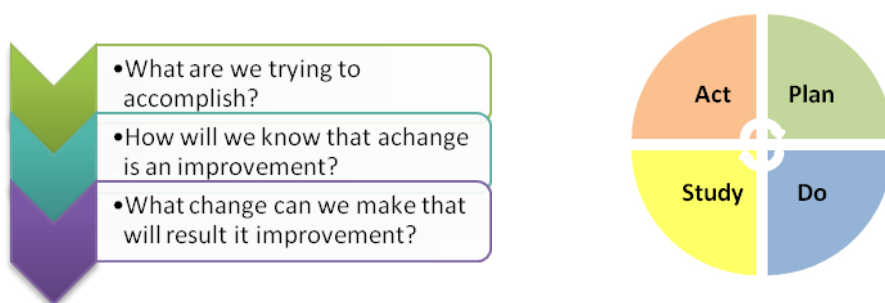 •What are we trying to
accomplish?
•How will we know that achange
is an improvement?
•What change can we make that
will result it improvement?
Act
Plan
Study
Do